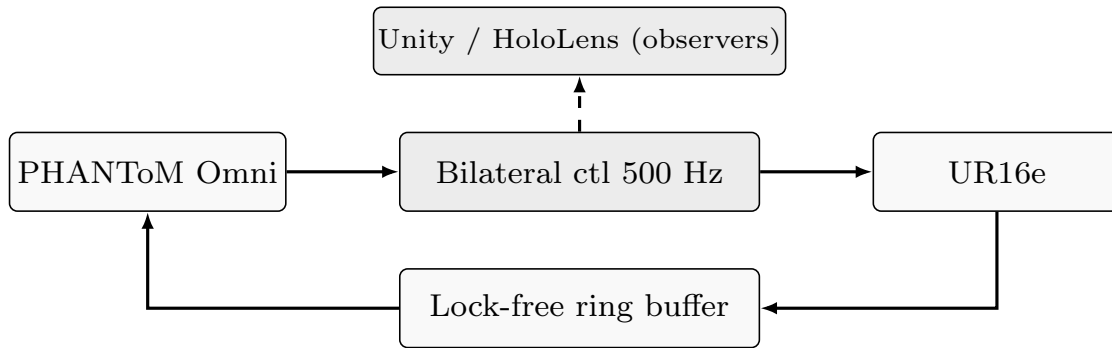 Unity / HoloLens (observers)
PHANToM Omni
Bilateral ctl 500 Hz
UR16e
Lock-free ring buffer